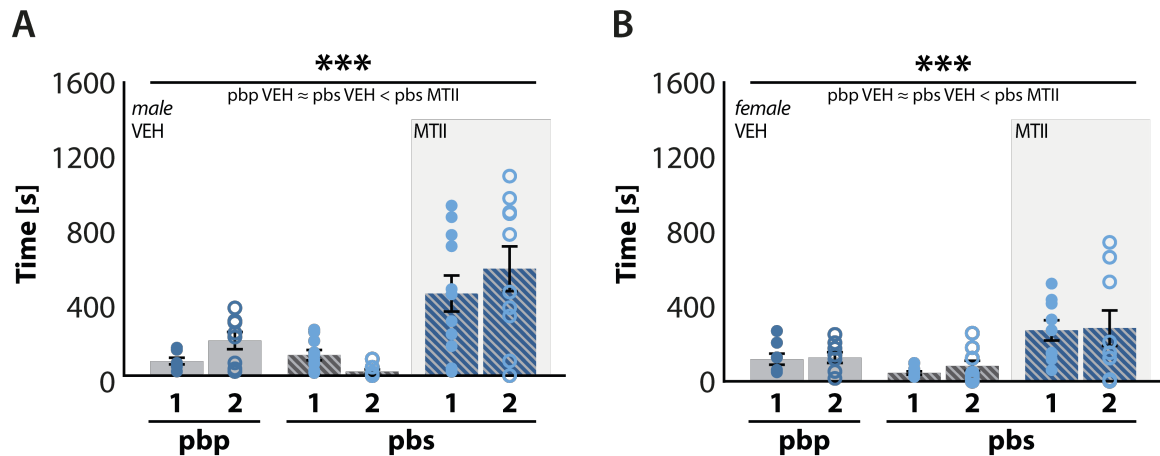 A
***
pbp VEH ≈ pbs VEH < pbs MTII
male
VEH
MTII
Time [s]
1600
1200
800
400
0
1 2 1 2 1 2
pbp pbs
B
***
pbp VEH ≈ pbs VEH < pbs MTII
female
VEH
MTII
Time [s]
1600
1200
800
400
0
1 2 1 2 1 2
pbp pbs